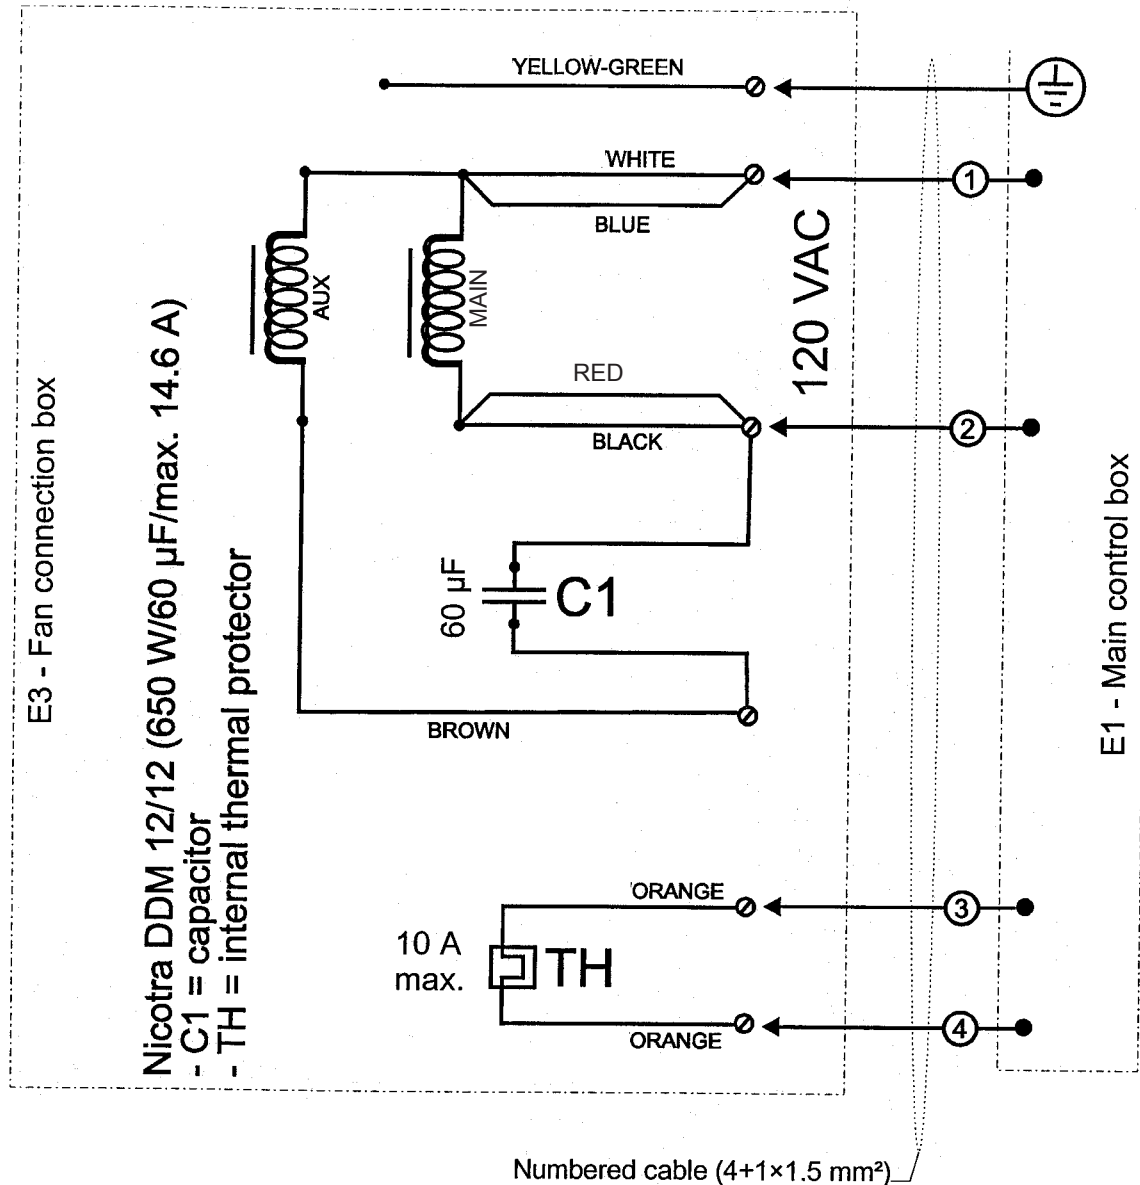 YELLOW-GREEN
WHITE
1
BLUE
120 VAC
AUX
MAIN
RED
2
BLACK
E3 - Fan connection box
Nicotra DDM 12/12 (650 W/60 µF/max. 14.6 A)
- C1 = capacitor
- TH = internal thermal protector
60 µF
C1
BROWN
E1 - Main control box
ORANGE
3
10 A
max.
TH
ORANGE
4
Numbered cable (4+1×1.5 mm²)